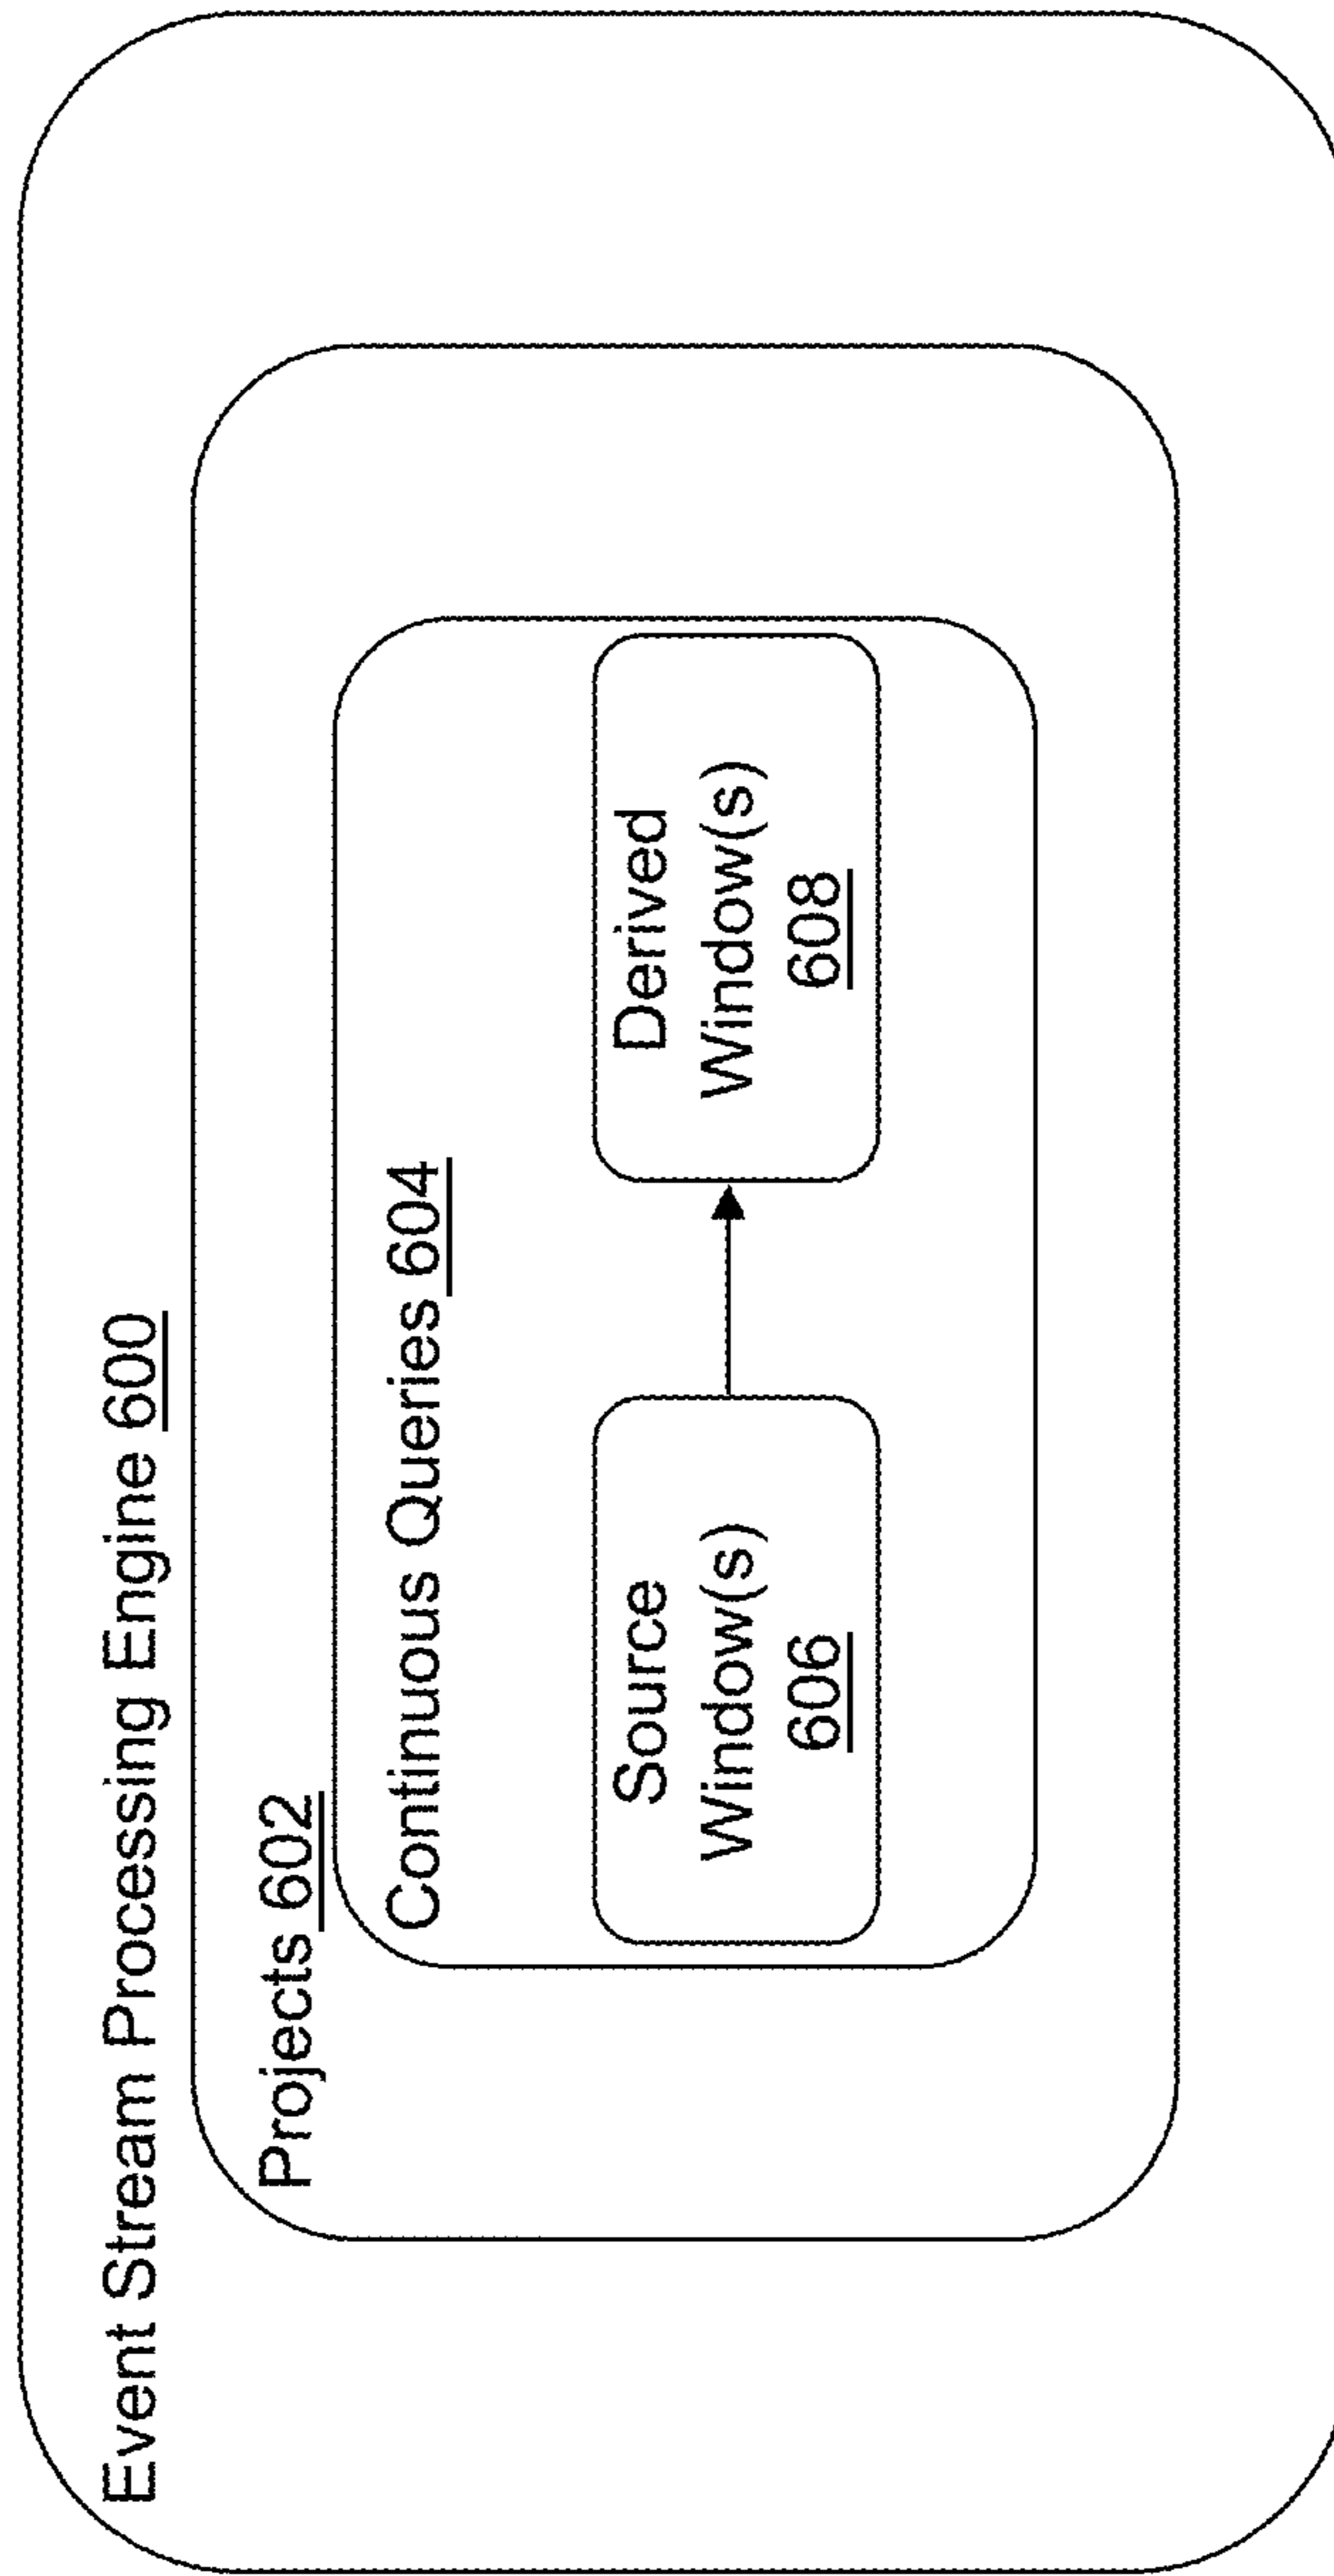 Event Stream Processing Engine 600
Projects 602
Continuous Queries 604
Source
Window(s)
606
Derived
Window(s)
608